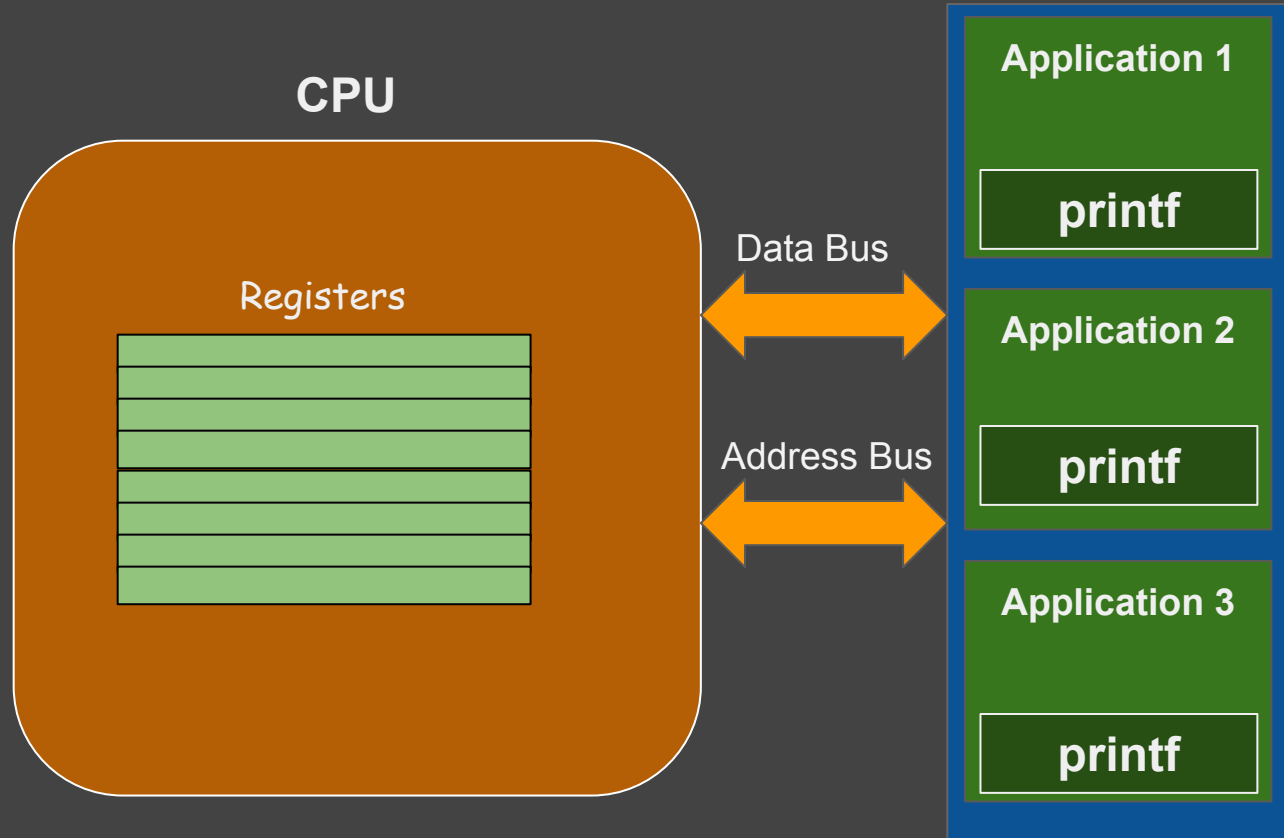 CPU
Registers
Data Bus
Address Bus
Application 1
printf
Application 2
printf
Application 3
printf